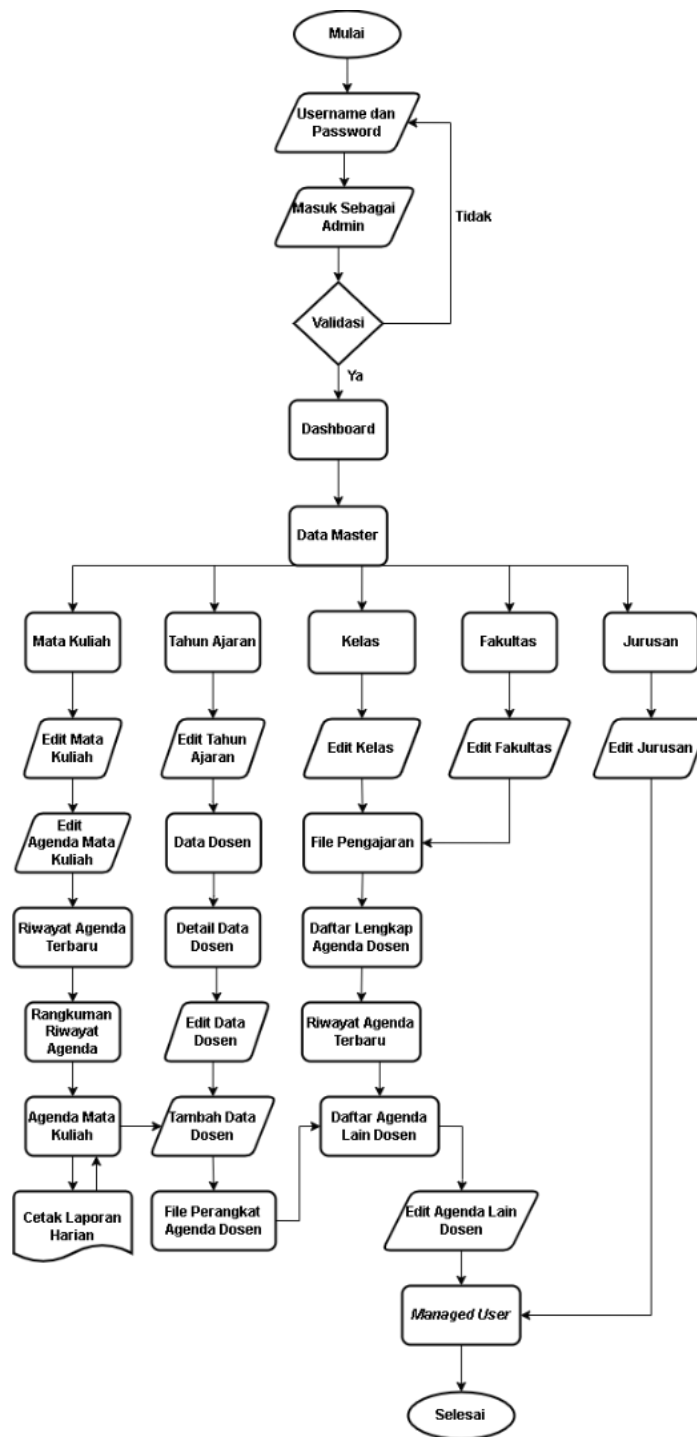 Mulai
Username dan
Password
Masuk Sebagai
Admin
Tidak
Validasi
Ya
Dashboard
Data Master
Mata Kuliah
Tahun Ajaran
Kelas
Fakultas
Jurusan
Edit Mata
Kuliah
Edit Tahun
Ajaran
Edit Kelas
Edit Fakultas
Edit Jurusan
Edit
Agenda Mata
Kuliah
Data Dosen
File Pengajaran
Riwayat Agenda
Terbaru
Detail Data
Dosen
Daftar Lengkap
Agenda Dosen
Rangkuman
Riwayat
Agenda
Edit Data
Dosen
Riwayat Agenda
Terbaru
Agenda Mata
Kuliah
Tambah Data
Dosen
Daftar Agenda
Lain Dosen
Cetak Laporan
Harian
File Perangkat
Agenda Dosen
Edit Agenda Lain
Dosen
Managed User
Selesai